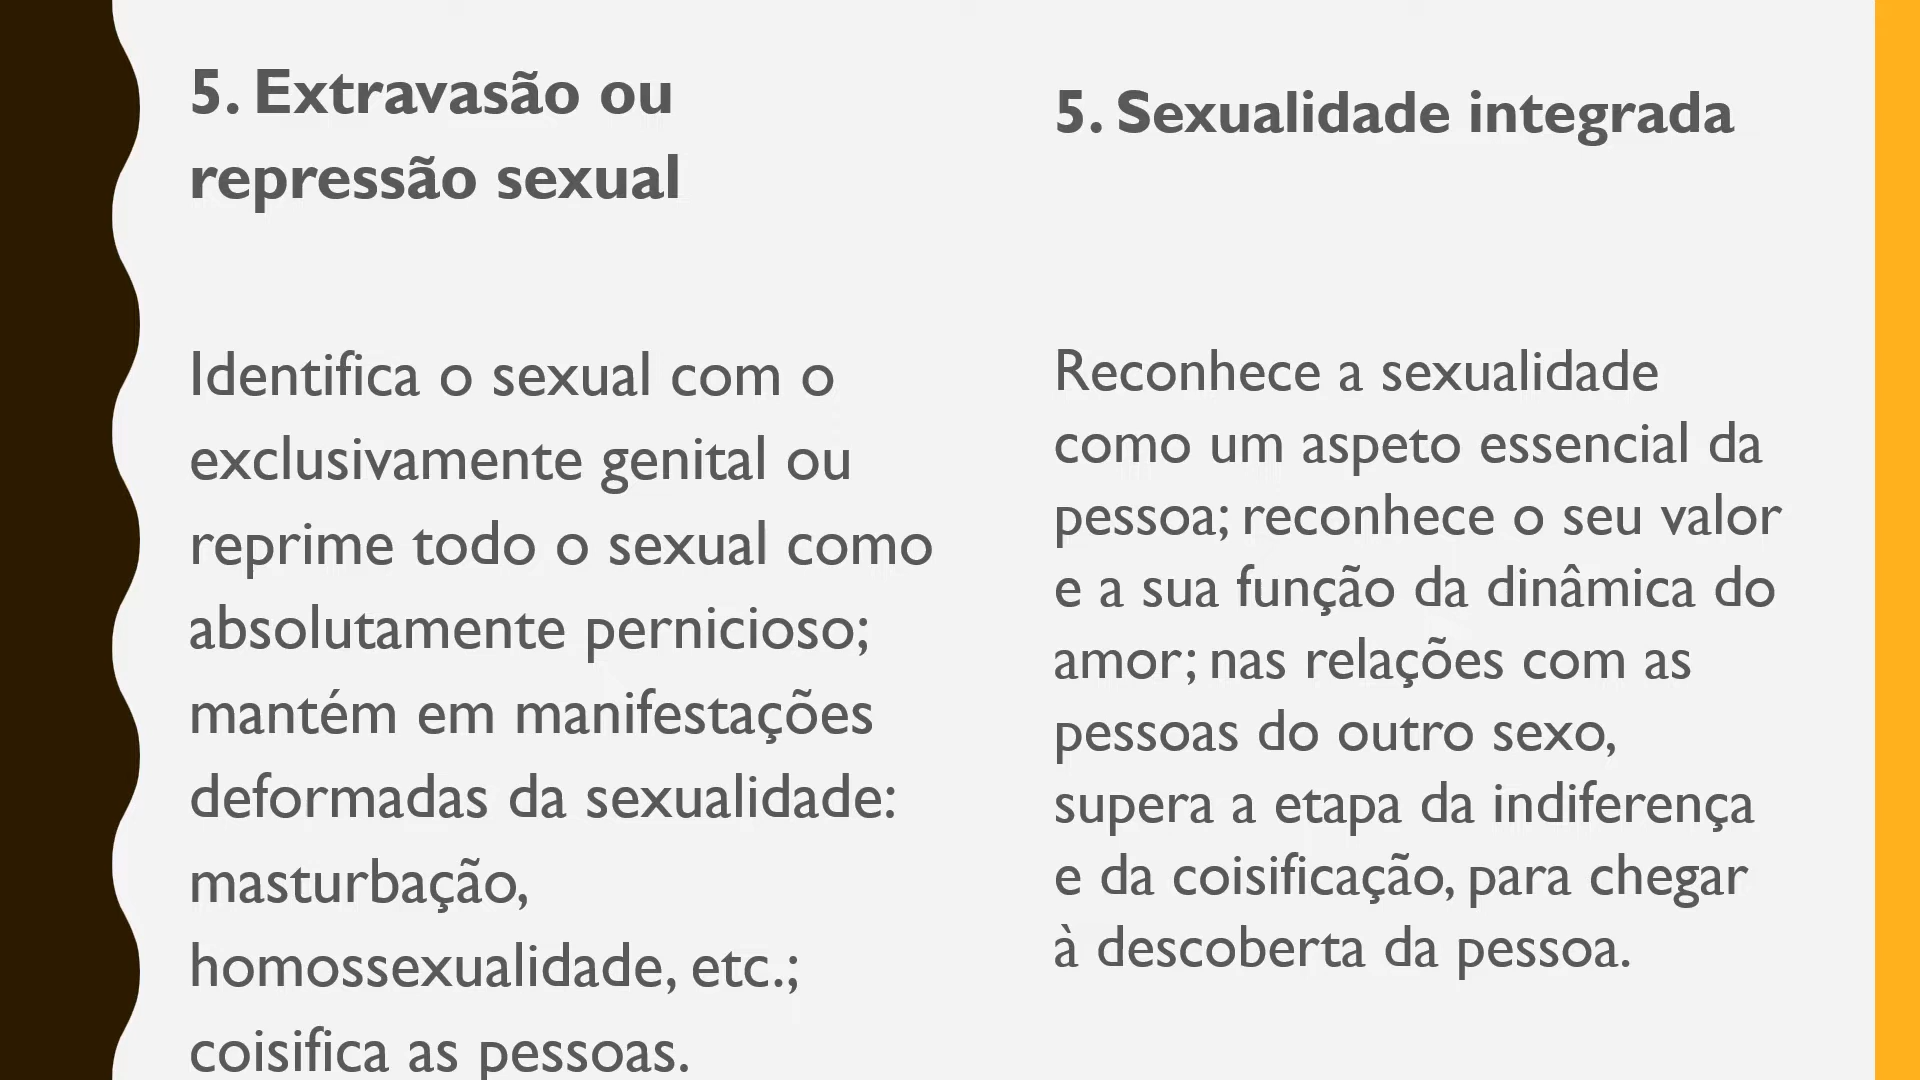 5. Extravasão ou
repressão sexual
Identifica o sexual com o
exclusivamente genital ou
reprime todo o sexual como
absolutamente pernicioso;
mantém em manifestações
deformadas da sexualidade:
masturbação,
homossexualidade, etc.;
coisifica as pessoas.
5. Sexualidade integrada
Reconhece a sexualidade
como um aspeto essencial da
pessoa; reconhece o seu valor
e a sua função da dinâmica do
amor; nas relações com as
pessoas do outro sexo,
supera a etapa da indiferença
e da coisificação, para chegar
à descoberta da pessoa.